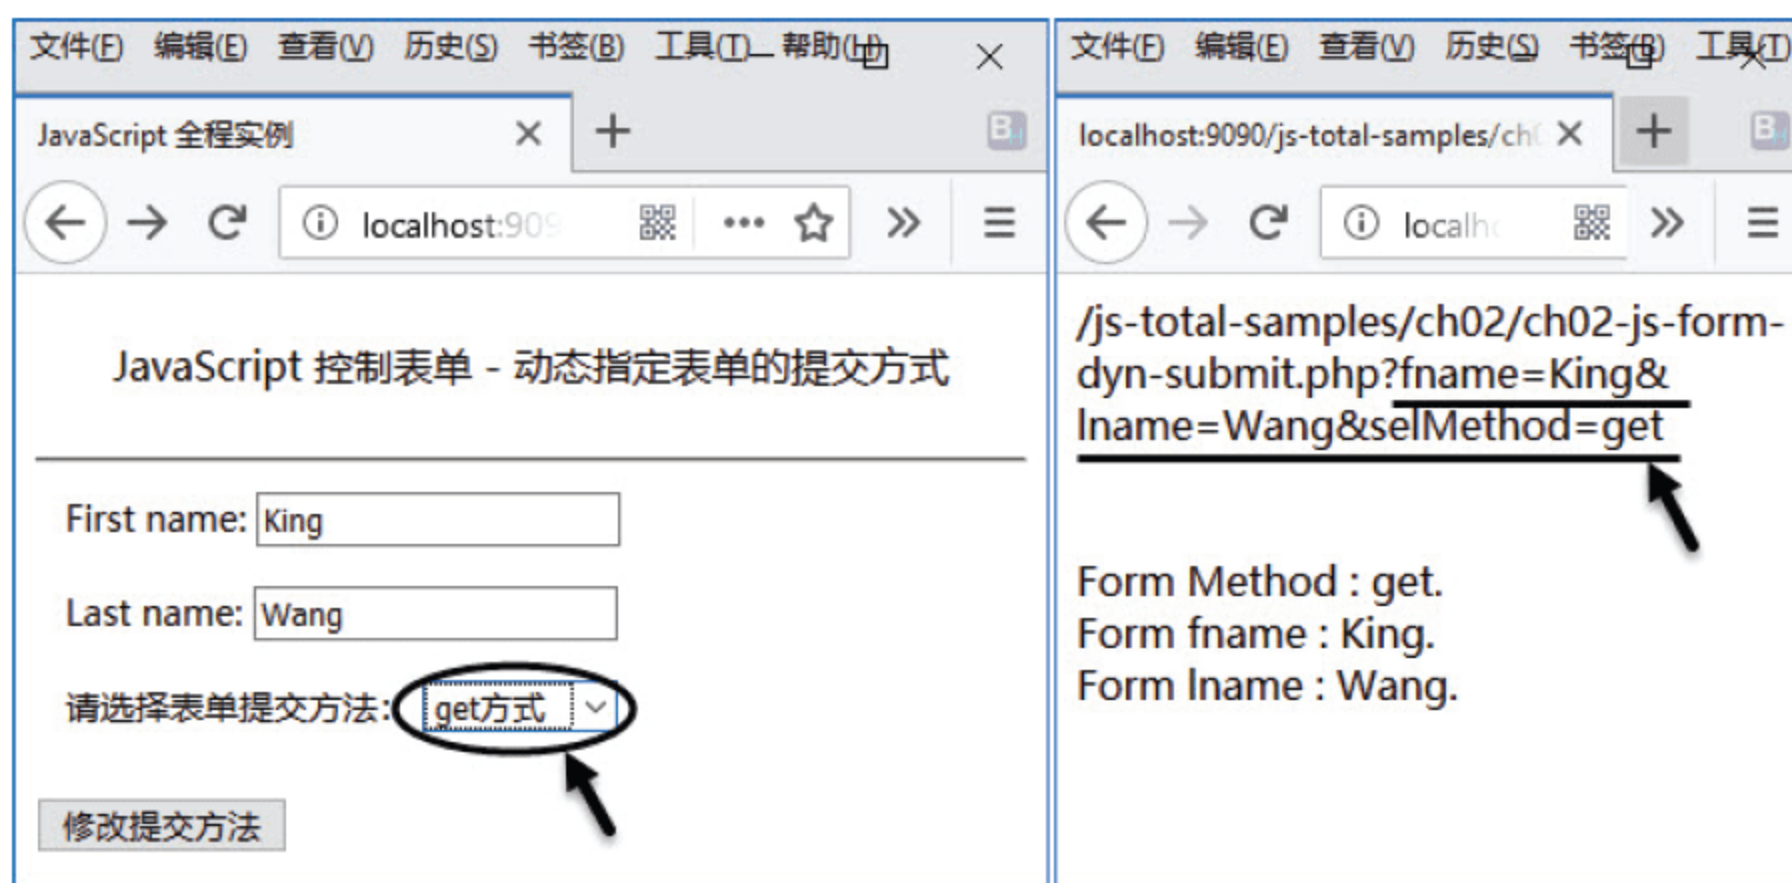 文件(F) 编辑(E) 查看(V) 历史(S) 书签(B) 工具(T) 帮助(H)
JavaScript 全程实例
localhost:909
JavaScript 控制表单 - 动态指定表单的提交方式
First name: King
Last name: Wang
请选择表单提交方法: get方式
修改提交方法
文件(F) 编辑(E) 查看(V) 历史(S) 书签(B) 工具(T)
localhost:9090/js-total-samples/ch
localh
/js-total-samples/ch02/ch02-js-form-
dyn-submit.php?fname=King&
lname=Wang&selMethod=get
Form Method : get.
Form fname : King.
Form lname : Wang.